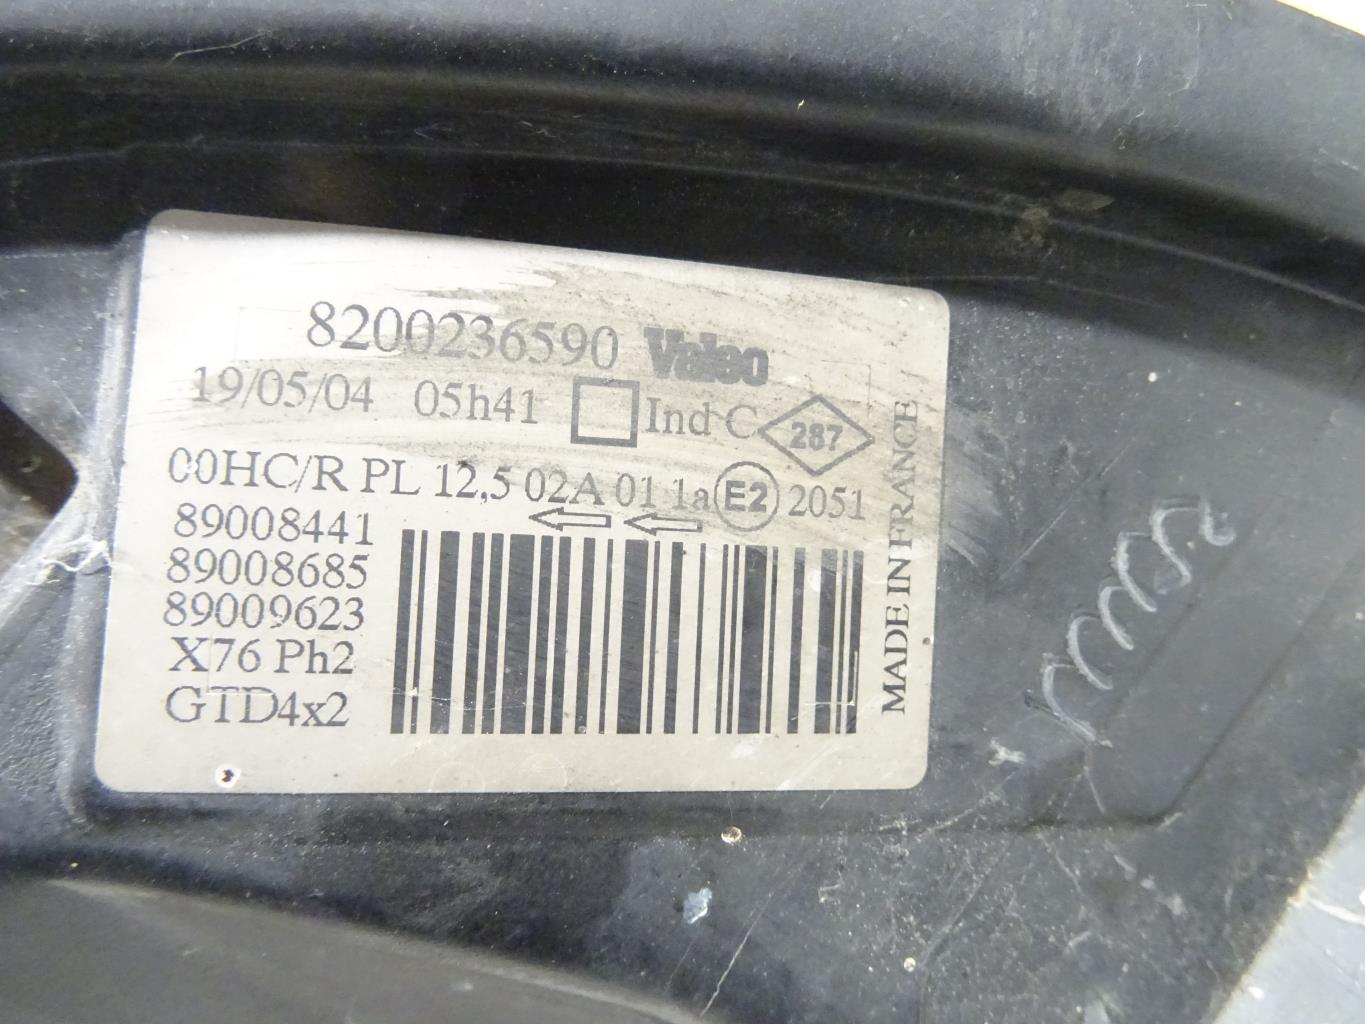 8200236590 Valeo
19/05/04 05h41 Ind C 287
00HC/R PL 12,5 02A 01 1a E2 2051
89008441
89008685
89009623
X76 Ph2
GTD4x2
MADE IN FRANCE